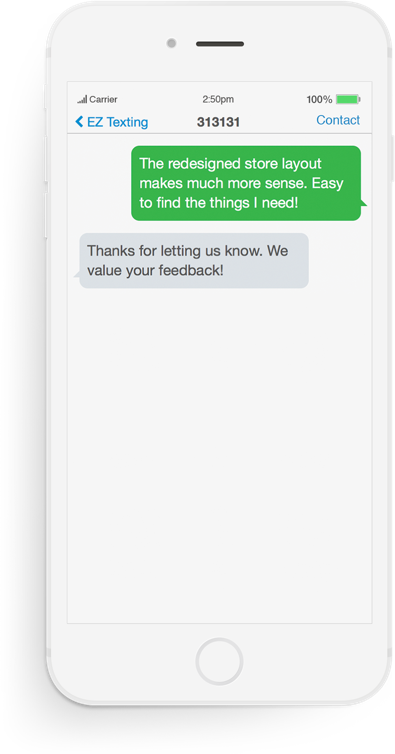 Carrier 2:50pm 100%
EZ Texting 313131 Contact
The redesigned store layout
makes much more sense. Easy
to find the things I need!
Thanks for letting us know. We
value your feedback!